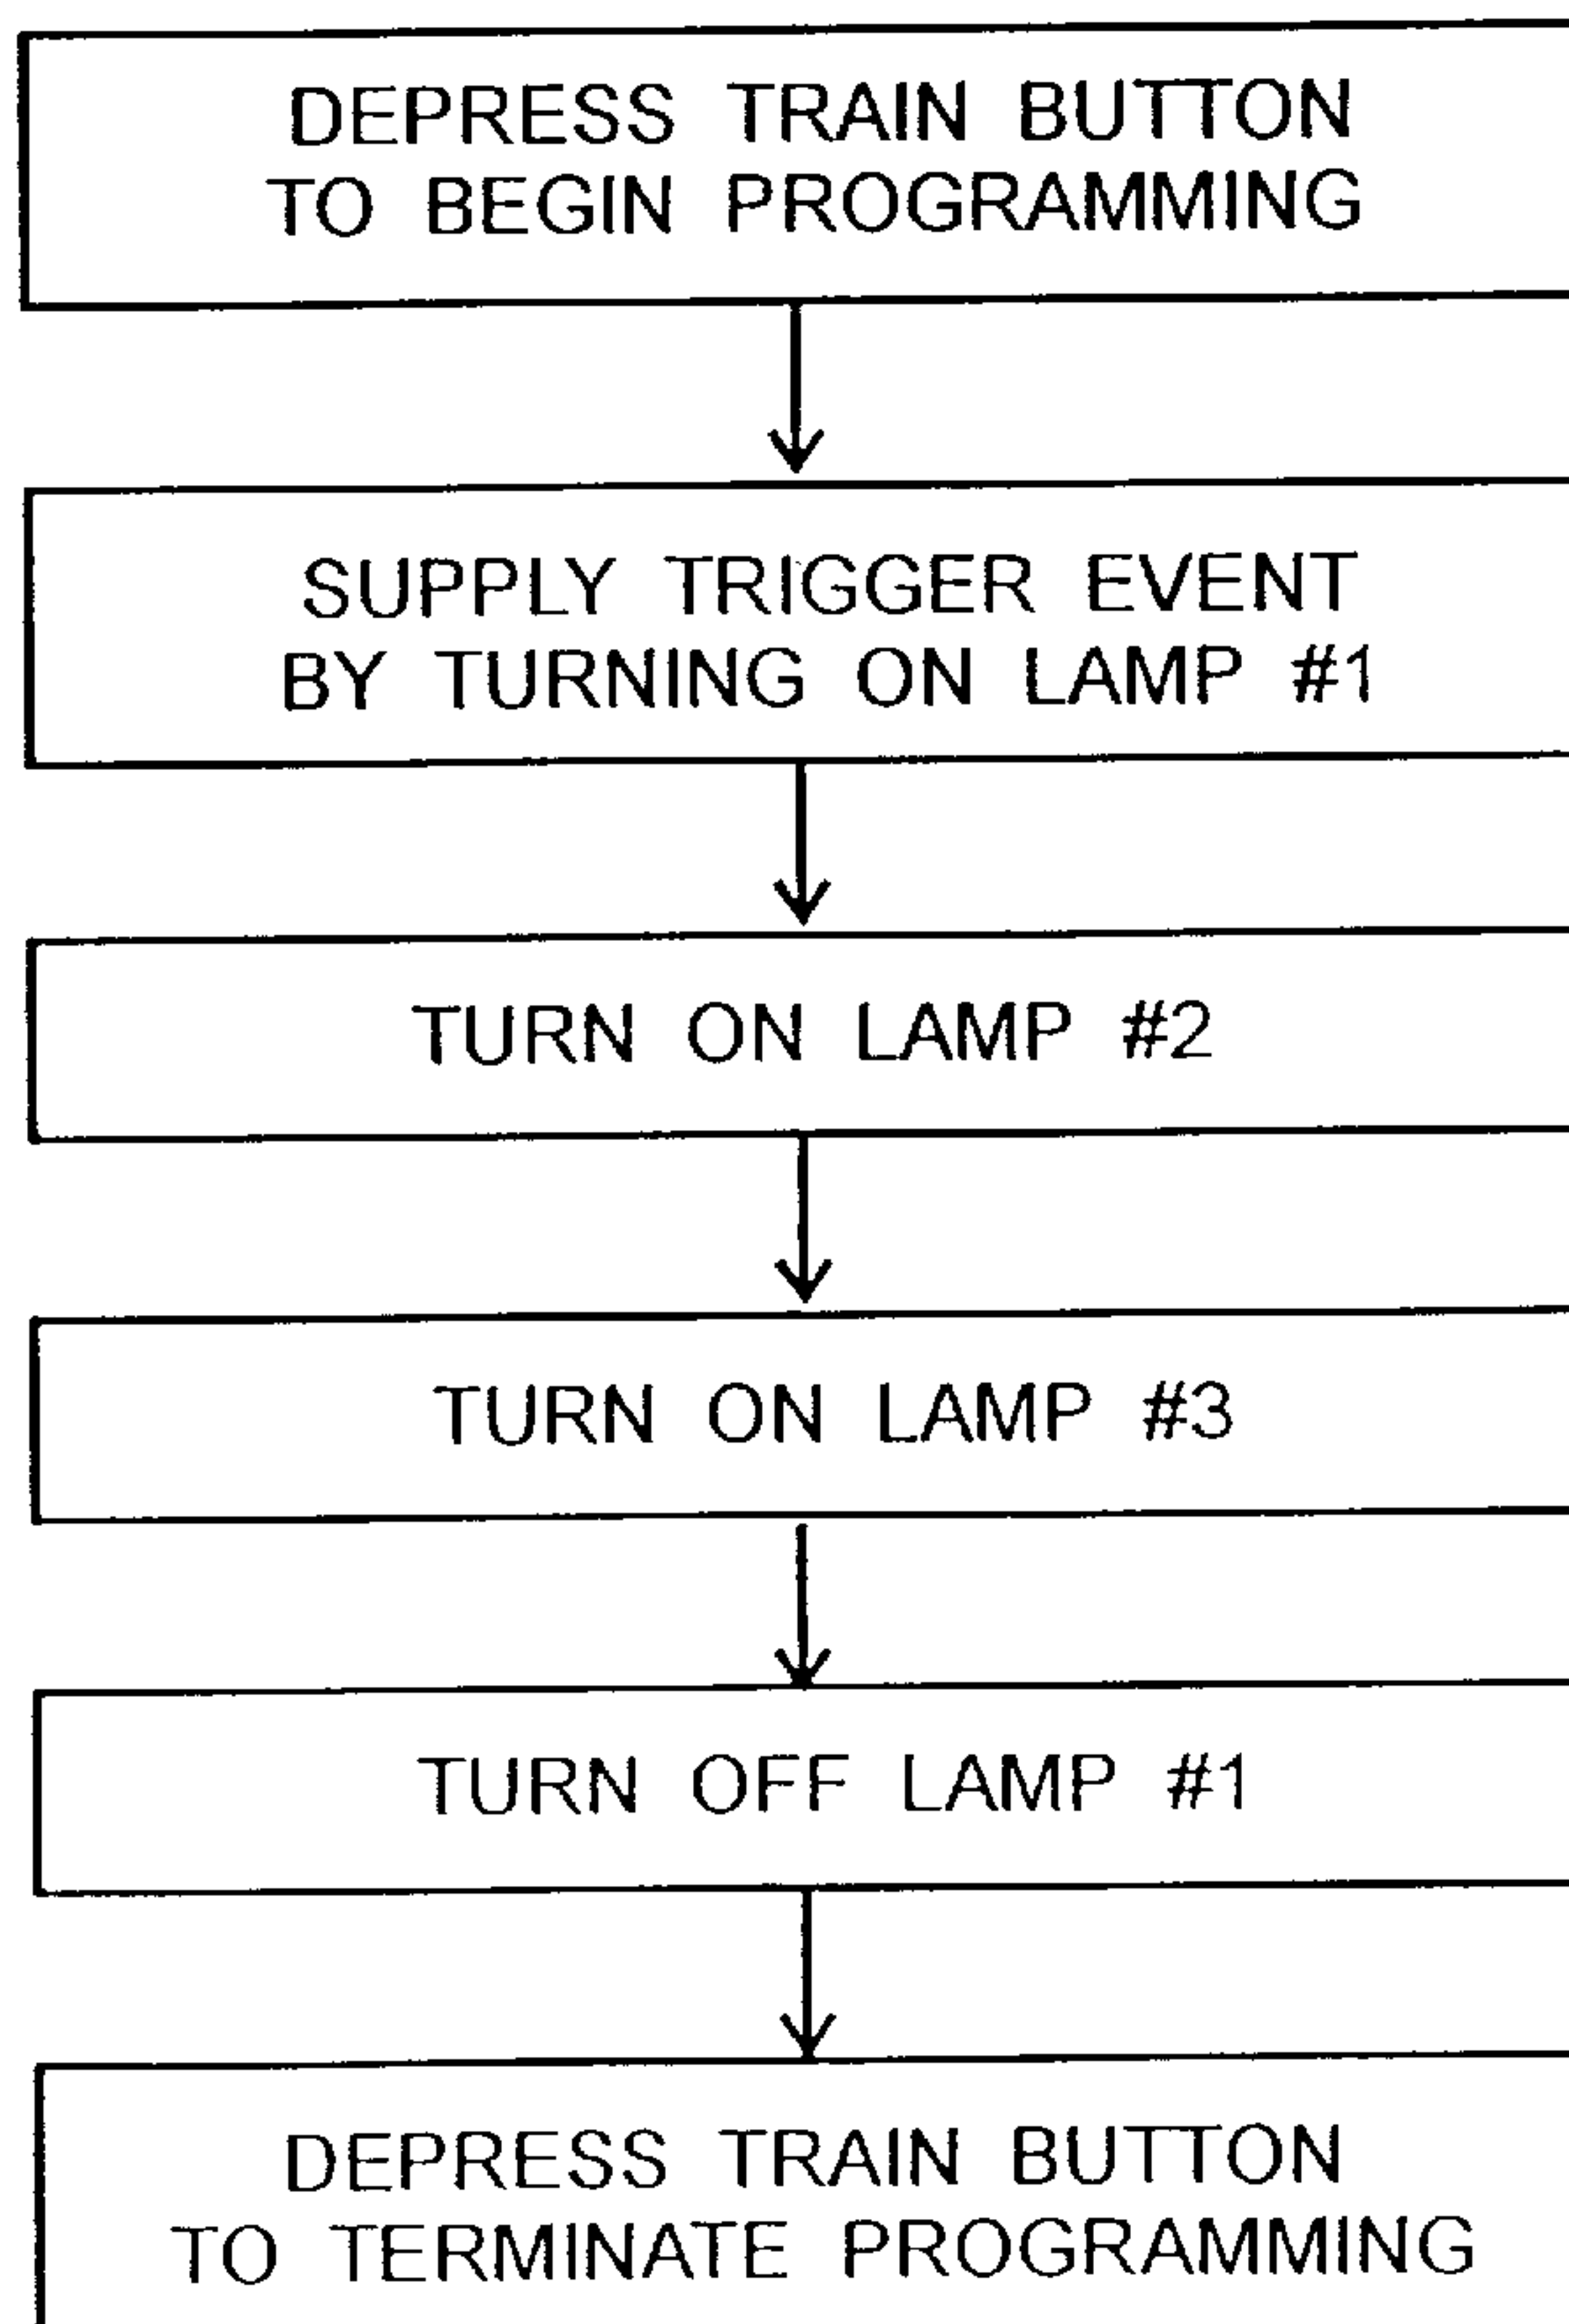 DEPRESS TRAIN BUTTON
TO BEGIN PROGRAMMING
SUPPLY TRIGGER EVENT
BY TURNING ON LAMP #1
TURN ON LAMP #2
TURN ON LAMP #3
TURN OFF LAMP #1
DEPRESS TRAIN BUTTON
TO TERMINATE PROGRAMMING